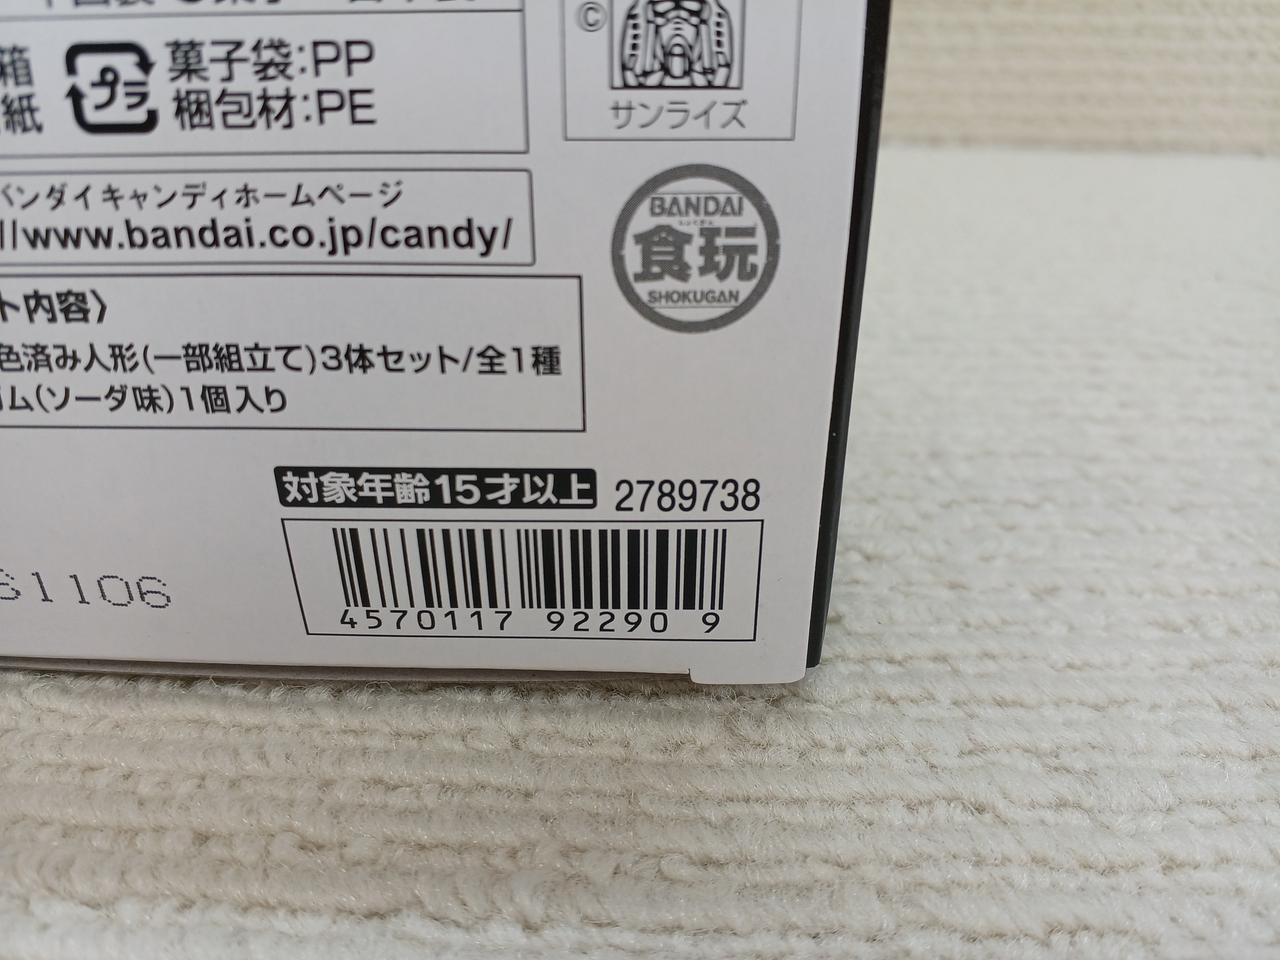 箱
紙
プラ
菓子袋:PP
梱包材:PE
©
サンライズ
バンダイキャンディホームページ
//www.bandai.co.jp/candy/
BANDAI
食玩
SHOKUGAN
ト内容〉
色済み人形(一部組立て)3体セット/全1種
ム(ソーダ味)1個入り
対象年齢15才以上
2789738
4570117 92290 9
1106